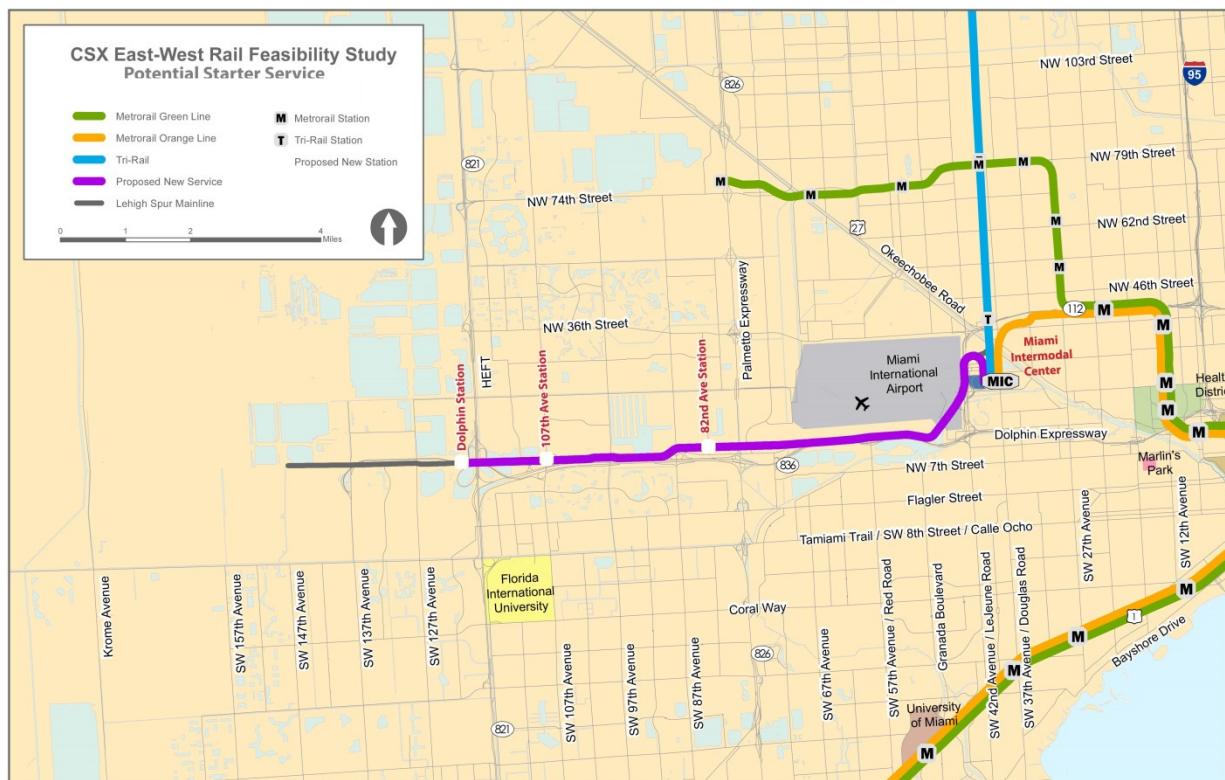 CSX East-West Rail Feasibility Study
Potential Starter Service
Metrorail Green Line
Metrorail Orange Line
Tri-Rail
Proposed New Service
Lehigh Spur Mainline
M Metrorail Station
T Tri-Rail Station
Proposed New Station
0 1 2 4
Miles
826
NW 103rd Street
95
821
M
M
NW 79th Street
M
M
M
NW 74th Street
M
NW 62nd Street
27
Okeechobee Road
M
NW 46th Street
112
M
T
M
NW 36th Street
Palmetto Expressway
HEFT
Miami
International
Airport
Miami
Intermodal
Center
MIC
M
Health
District
M
Dolphin Station
107th Ave Station
82nd Ave Station
Dolphin Expressway
M
M
836
NW 7th Street
Marlin's
Park
Flagler Street
Tamiami Trail / SW 8th Street / Calle Ocho
Florida
International
University
Coral Way
Krome Avenue
SW 157th Avenue
SW 147th Avenue
SW 137th Avenue
SW 127th Avenue
SW 107th Avenue
SW 97th Avenue
SW 87th Avenue
SW 67th Avenue
SW 57th Avenue / Red Road
Granada Boulevard
SW 42nd Avenue / LeJeune Road
SW 37th Avenue / Douglas Road
SW 27th Avenue
SW 12th Avenue
M
1
M
Bayshore Drive
826
M
University
of Miami
821
M